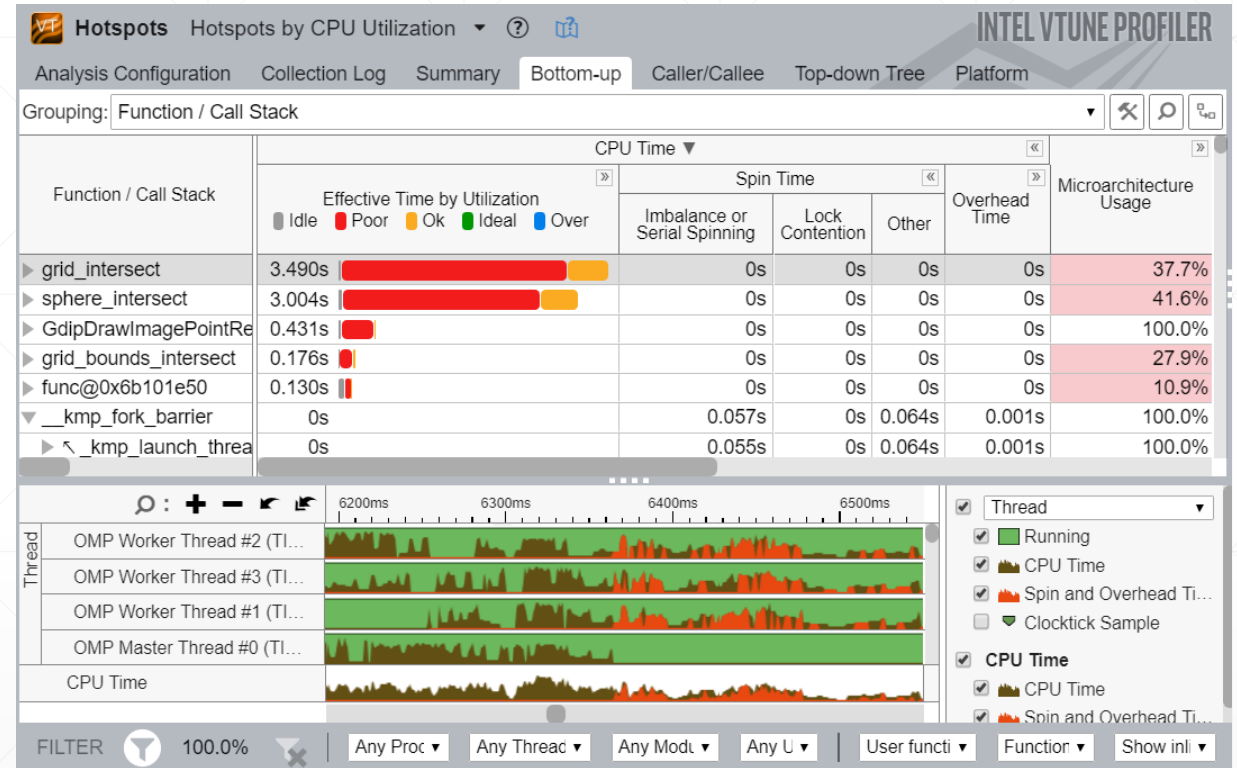 VT Hotspots Hotspots by CPU Utilization ? INTEL VTUNE PROFILER
Analysis Configuration Collection Log Summary Bottom-up Caller/Callee Top-down Tree Platform
Grouping: Function / Call Stack
Function / Call Stack
CPU Time ▼
Effective Time by Utilization
Idle Poor Ok Ideal Over
Spin Time
Imbalance or Serial Spinning
Lock Contention
Other
Overhead Time
Microarchitecture Usage
grid_intersect 3.490s 0s 0s 0s 0s 37.7%
sphere_intersect 3.004s 0s 0s 0s 0s 41.6%
GdipDrawImagePointRe 0.431s 0s 0s 0s 0s 100.0%
grid_bounds_intersect 0.176s 0s 0s 0s 0s 27.9%
func@0x6b101e50 0.130s 0s 0s 0s 0s 10.9%
__kmp_fork_barrier 0s 0.057s 0s 0.064s 0.001s 100.0%
_kmp_launch_threa 0s 0.055s 0s 0.064s 0.001s 100.0%
6200ms 6300ms 6400ms 6500ms
Thread
OMP Worker Thread #2 (TI...
OMP Worker Thread #3 (TI...
OMP Worker Thread #1 (TI...
OMP Master Thread #0 (TI...
CPU Time
Thread
Running
CPU Time
Spin and Overhead Ti...
Clocktick Sample
CPU Time
CPU Time
Spin and Overhead Ti...
FILTER 100.0% Any Proc Any Thread Any Modu Any U User functi Function Show inli